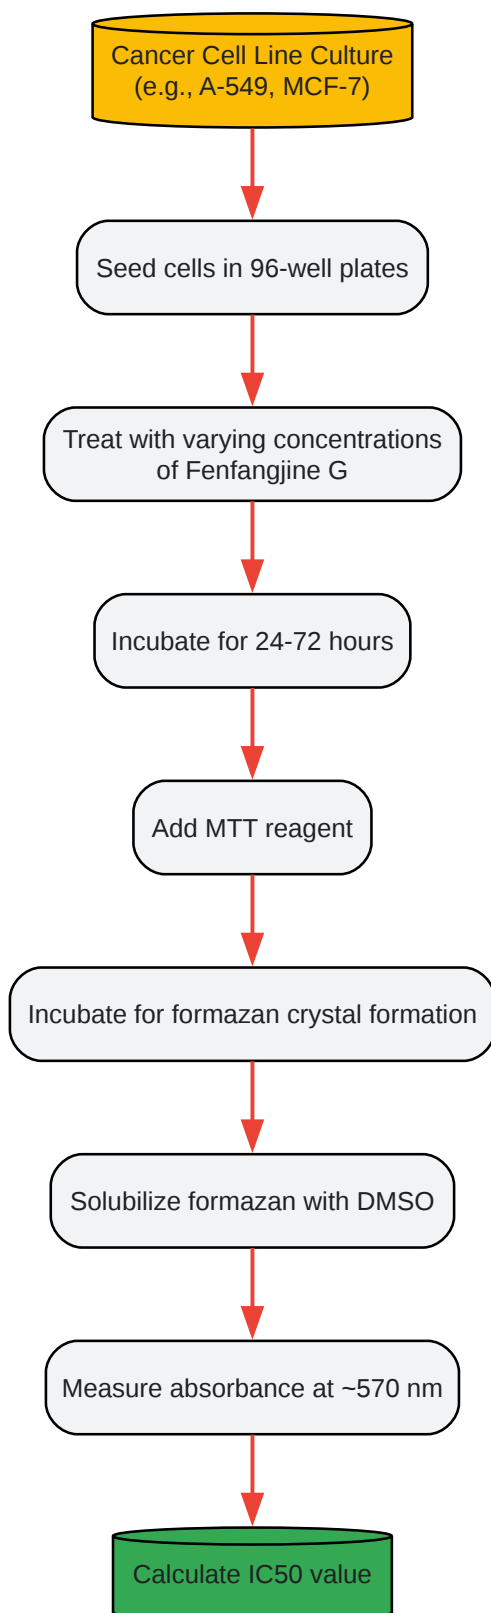 Cancer Cell Line Culture
(e.g., A-549, MCF-7)
Seed cells in 96-well plates
Treat with varying concentrations
of Fenfangjine G
Incubate for 24-72 hours
Add MTT reagent
Incubate for formazan crystal formation
Solubilize formazan with DMSO
Measure absorbance at ~570 nm
Calculate IC50 value